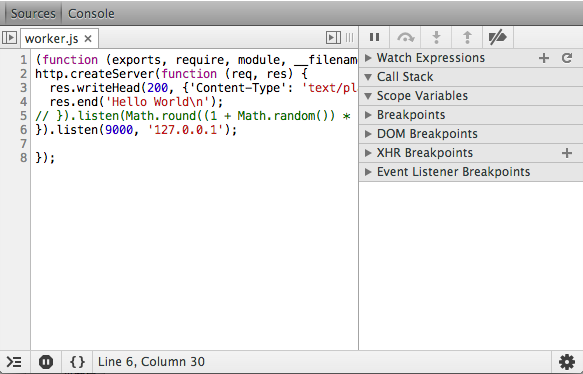 Sources Console
worker.js ×
1 (function (exports, require, module, __filenam
2 http.createServer(function (req, res) {
3 res.writeHead(200, {'Content-Type': 'text/pl
4 res.end('Hello World\n');
5 // }).listen(Math.round((1 + Math.random()) *
6 }).listen(9000, '127.0.0.1');
7
8 });
Watch Expressions
Call Stack
Scope Variables
Breakpoints
DOM Breakpoints
XHR Breakpoints
Event Listener Breakpoints
{} Line 6, Column 30